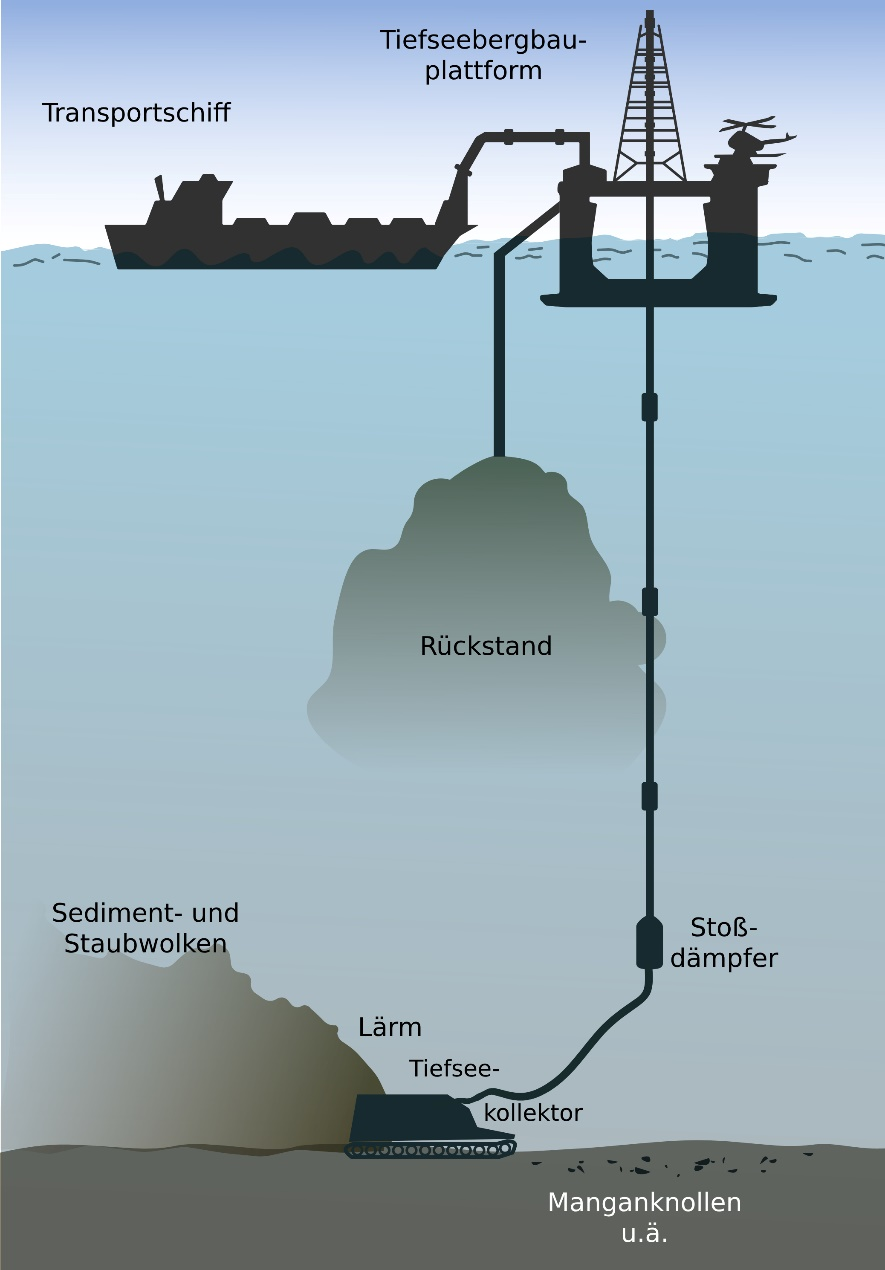 Tiefseebergbau-
plattform
Transportschiff
Rückstand
Sediment- und
Staubwolken
Stoß-
dämpfer
Lärm
Tiefsee-
kollektor
Manganknollen
u.ä.